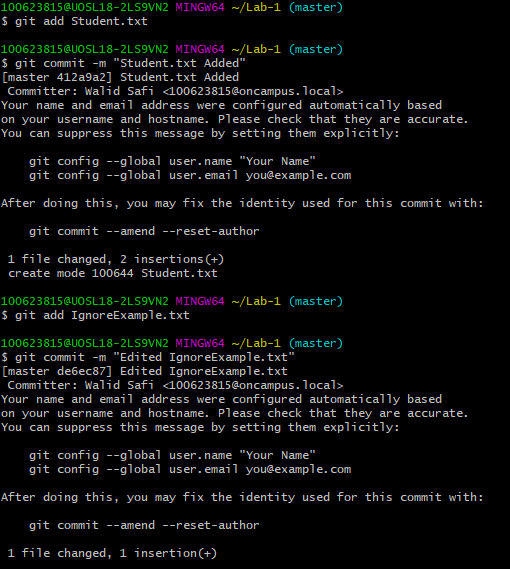 100623815@UOSL18-2LS9VN2 MINGW64 ~/Lab-1 (master)
$ git add Student.txt

100623815@UOSL18-2LS9VN2 MINGW64 ~/Lab-1 (master)
$ git commit -m "Student.txt Added"
[master 412a9a2] Student.txt Added
 Committer: Walid Safi <100623815@oncampus.local>
Your name and email address were configured automatically based
on your username and hostname. Please check that they are accurate.
You can suppress this message by setting them explicitly:

    git config --global user.name "Your Name"
    git config --global user.email you@example.com

After doing this, you may fix the identity used for this commit with:

    git commit --amend --reset-author

 1 file changed, 2 insertions(+)
 create mode 100644 Student.txt

100623815@UOSL18-2LS9VN2 MINGW64 ~/Lab-1 (master)
$ git add IgnoreExample.txt

100623815@UOSL18-2LS9VN2 MINGW64 ~/Lab-1 (master)
$ git commit -m "Edited IgnoreExample.txt"
[master de6ec87] Edited IgnoreExample.txt
 Committer: Walid Safi <100623815@oncampus.local>
Your name and email address were configured automatically based
on your username and hostname. Please check that they are accurate.
You can suppress this message by setting them explicitly:

    git config --global user.name "Your Name"
    git config --global user.email you@example.com

After doing this, you may fix the identity used for this commit with:

    git commit --amend --reset-author

 1 file changed, 1 insertion(+)